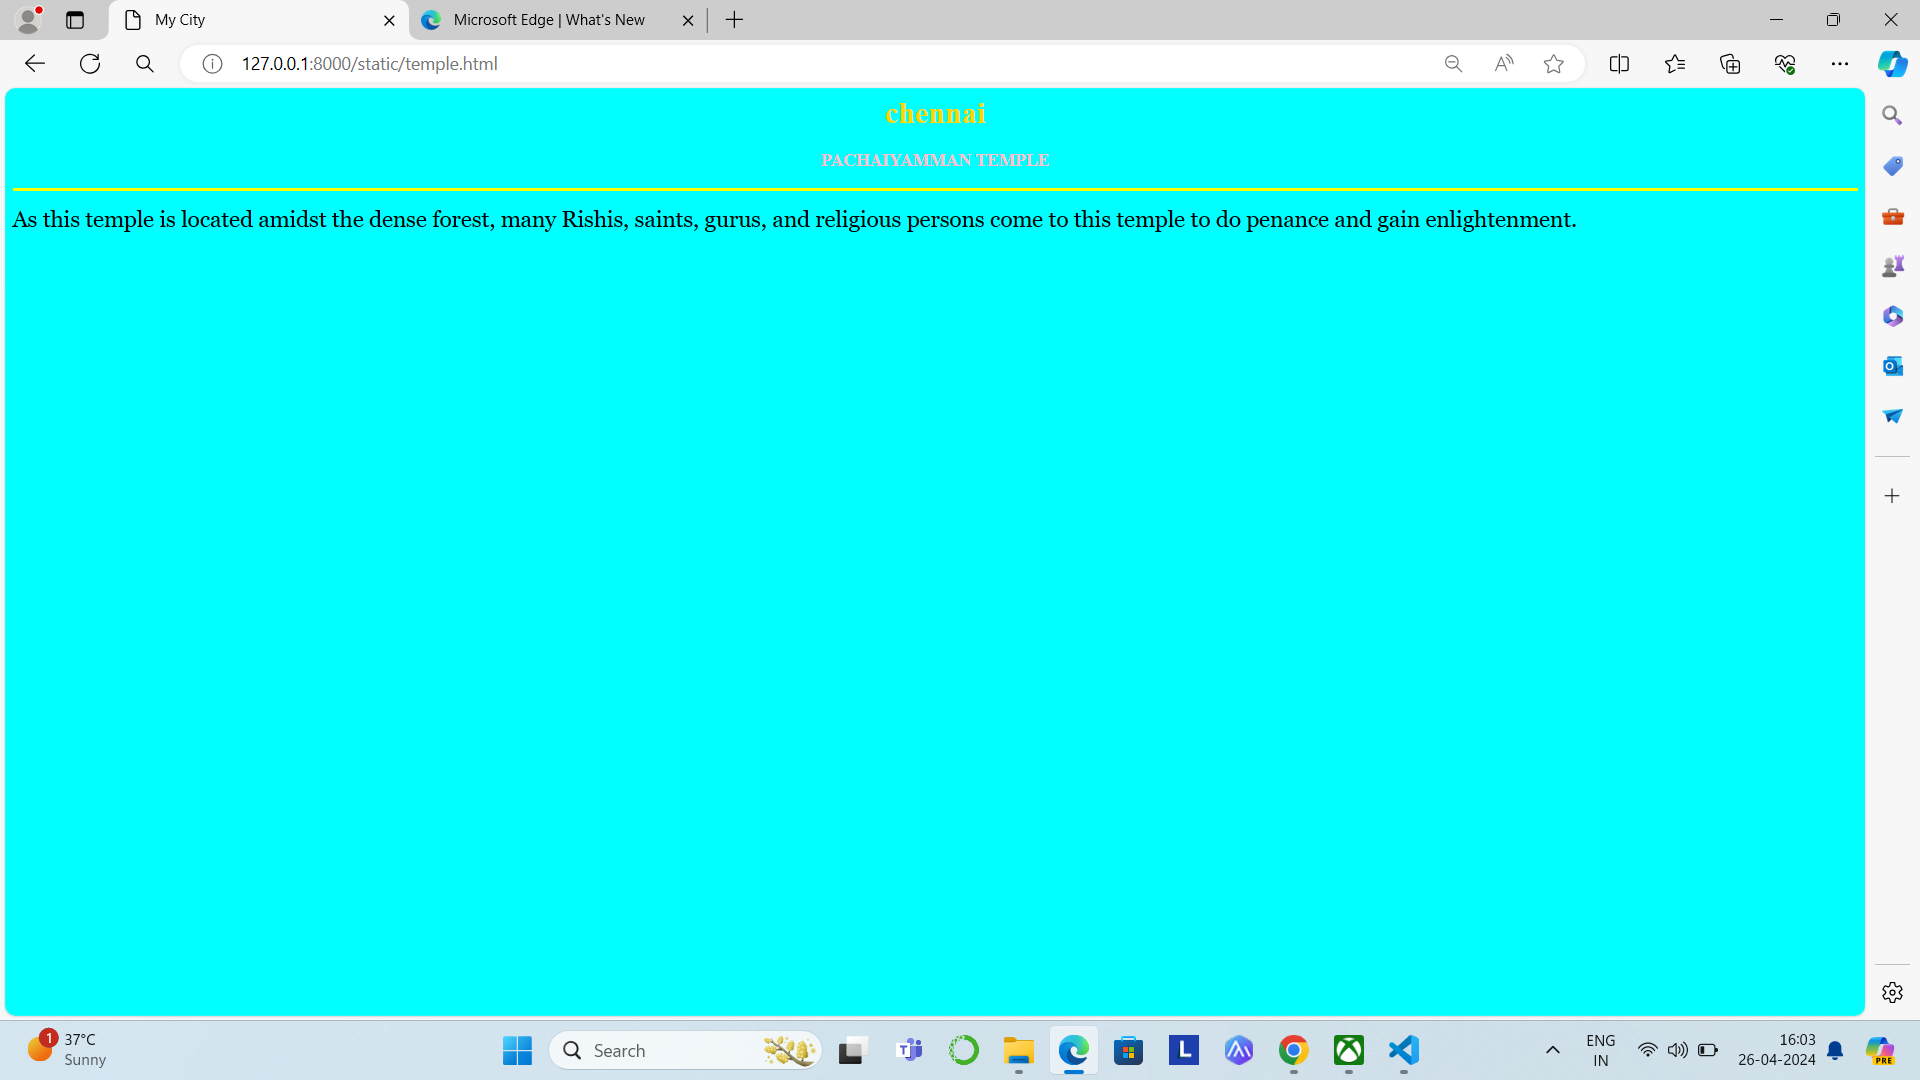 My City
Microsoft Edge | What's New
127.0.0.1:8000/static/temple.html
chennai
PACHAIYAMMAN TEMPLE
As this temple is located amidst the dense forest, many Rishis, saints, gurus, and religious persons come to this temple to do penance and gain enlightenment.
1
37°C
Sunny
Search
T
L
ENG
IN
16:03
26-04-2024
PRE